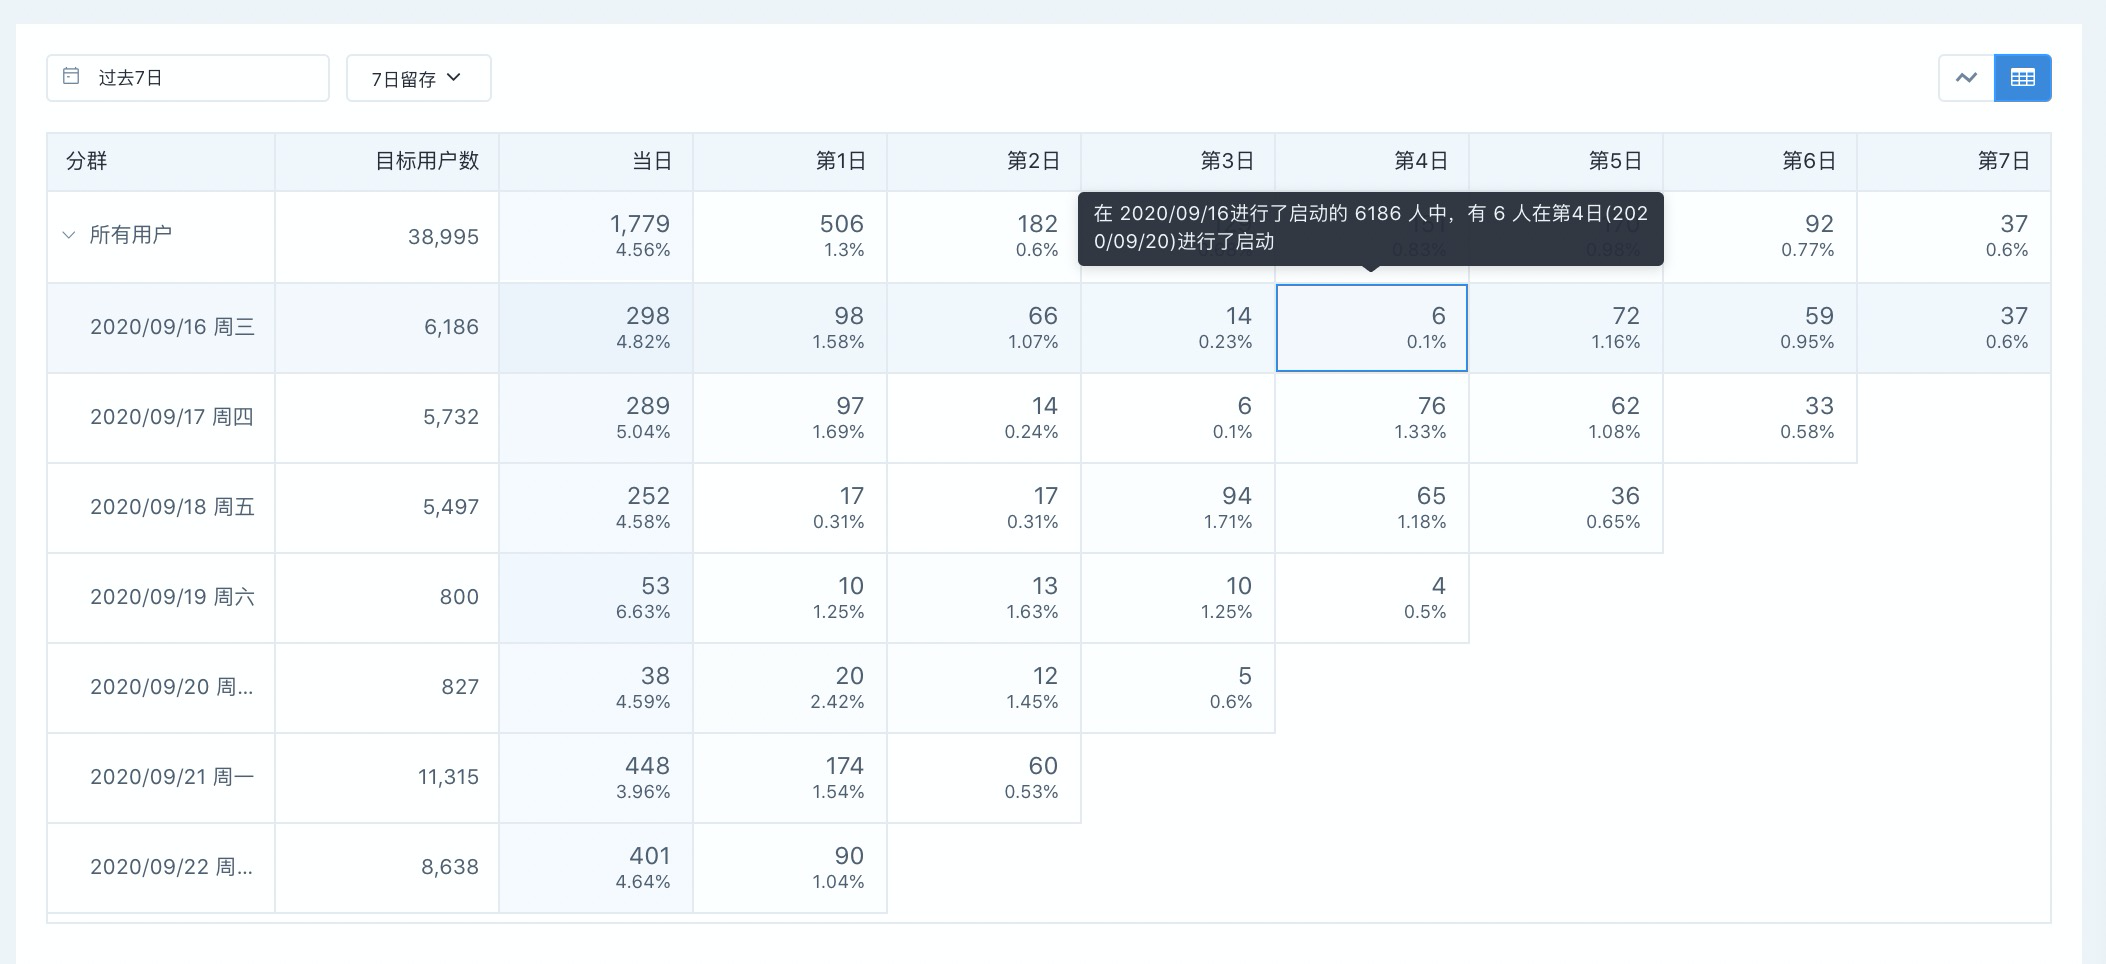 过去7日
7日留存
分群 目标用户数 当日 第1日 第2日 第3日 第4日 第5日 第6日 第7日
所有用户 38,995 1,779 506 182 92 37
4.56% 1.3% 0.6% 0.83% 0.98% 0.77% 0.6%
在 2020/09/16进行了启动的 6186 人中，有 6 人在第4日(202
0/09/20)进行了启动
2020/09/16 周三 6,186 298 98 66 14 6 72 59 37
4.82% 1.58% 1.07% 0.23% 0.1% 1.16% 0.95% 0.6%
2020/09/17 周四 5,732 289 97 14 6 76 62 33
5.04% 1.69% 0.24% 0.1% 1.33% 1.08% 0.58%
2020/09/18 周五 5,497 252 17 17 94 65 36
4.58% 0.31% 0.31% 1.71% 1.18% 0.65%
2020/09/19 周六 800 53 10 13 10 4
6.63% 1.25% 1.63% 1.25% 0.5%
2020/09/20 周... 827 38 20 12 5
4.59% 2.42% 1.45% 0.6%
2020/09/21 周一 11,315 448 174 60
3.96% 1.54% 0.53%
2020/09/22 周... 8,638 401 90
4.64% 1.04%